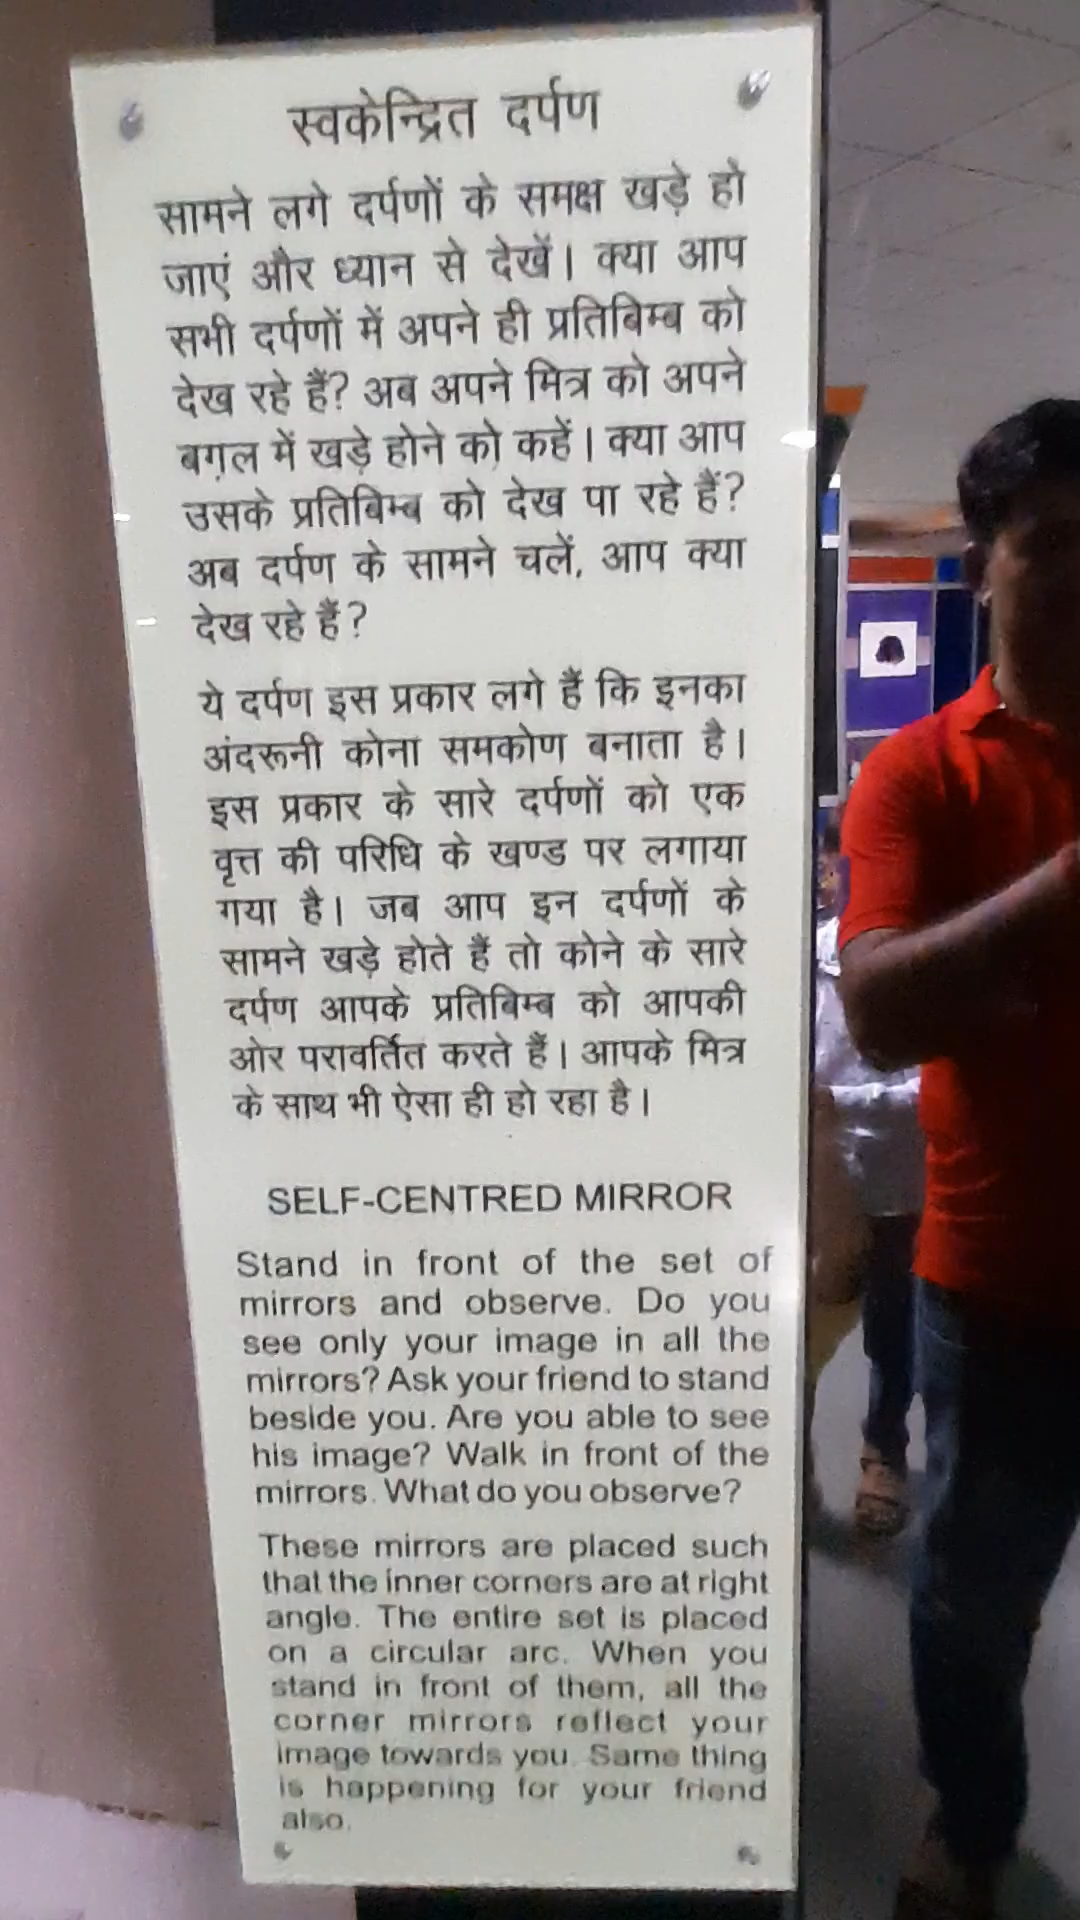 स्वकेन्द्रित दर्पण
सामने लगे दर्पणों के समक्ष खड़े हो
जाएं और ध्यान से देखें। क्या आप
सभी दर्पणों में अपने ही प्रतिबिम्ब को
देख रहे हैं? अब अपने मित्र को अपने
बग़ल में खड़े होने को कहें। क्या आप
उसके प्रतिबिम्ब को देख पा रहे हैं?
अब दर्पण के सामने चलें, आप क्या
देख रहे हैं?
ये दर्पण इस प्रकार लगे हैं कि इनका
अंदरूनी कोना समकोण बनाता है।
इस प्रकार के सारे दर्पणों को एक
वृत्त की परिधि के खण्ड पर लगाया
गया है। जब आप इन दर्पणों के
सामने खड़े होते हैं तो कोने के सारे
दर्पण आपके प्रतिबिम्ब को आपकी
ओर परावर्तित करते हैं। आपके मित्र
के साथ भी ऐसा ही हो रहा है।
SELF-CENTRED MIRROR
Stand in front of the set of
mirrors and observe. Do you
see only your image in all the
mirrors? Ask your friend to stand
beside you. Are you able to see
his image? Walk in front of the
mirrors. What do you observe?
These mirrors are placed such
that the inner corners are at right
angle. The entire set is placed
on a circular arc. When you
stand in front of them, all the
corner mirrors reflect your
image towards you. Same thing
is happening for your friend
also.